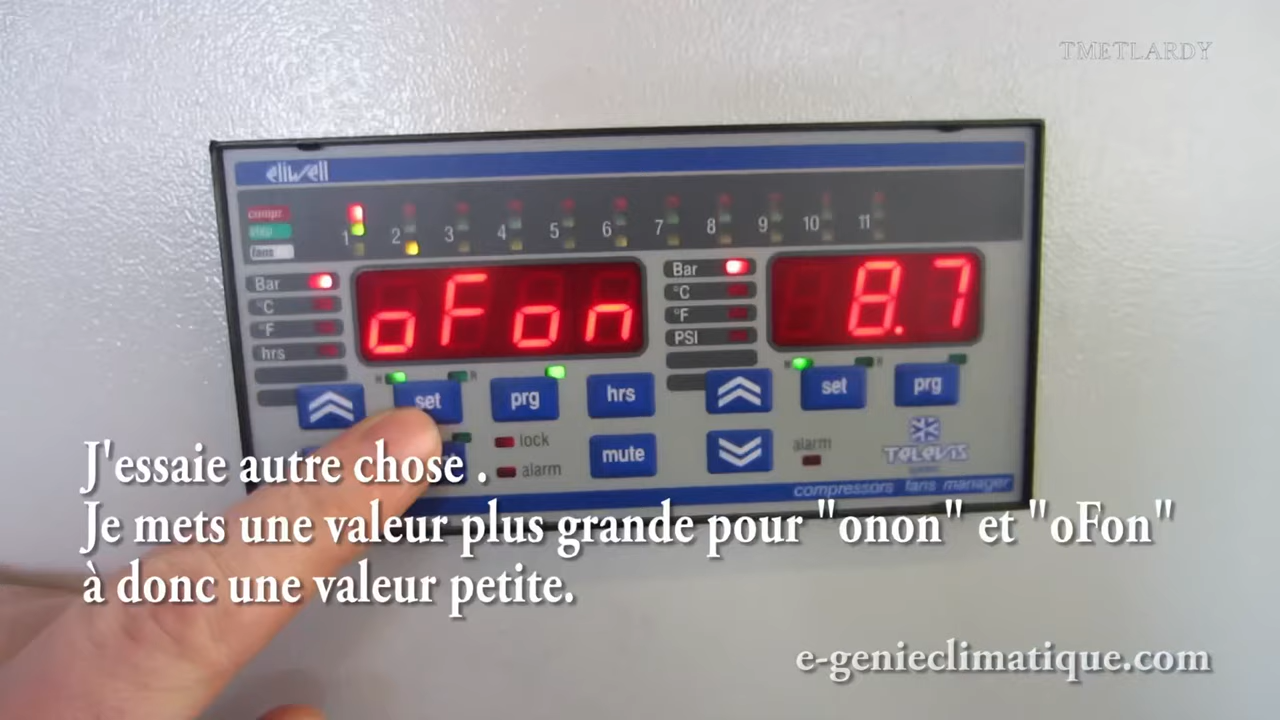 TMETLARDY
eliwell
compr
step
fans
1 2 3 4 5 6 7 8 9 10 11
Bar
°C
°F
hrs
oFon
Bar
°C
°F
PSI
8.7
set
prg
hrs
set
prg
lock
alarm
mute
alarm
TELEVIS
system
compressors fans manager
J'essaie autre chose .
Je mets une valeur plus grande pour "onon" et "oFon"
à donc une valeur petite.
e-genieclimatique.com